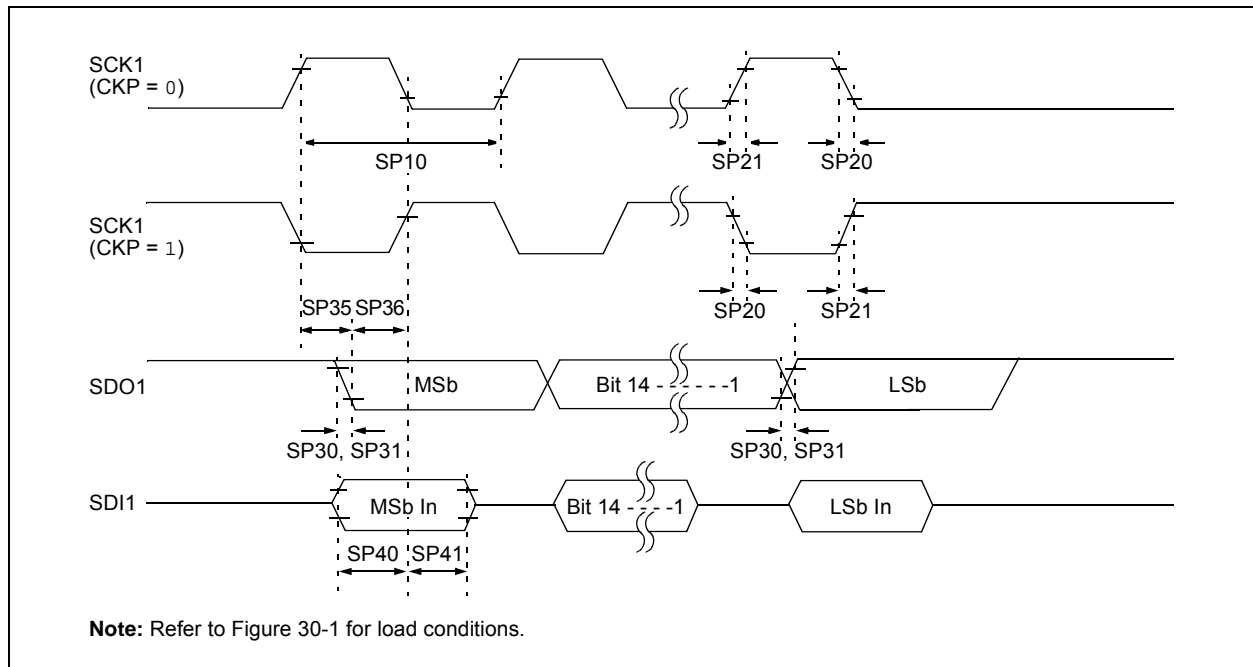 SCK1
(CKP = 0)
SP10
SP21
SP20
SCK1
(CKP = 1)
SP20
SP21
SP35 SP36
SDO1
MSb
Bit 14 - - - - - -1
LSb
SP30, SP31
SP30, SP31
SDI1
MSb In
Bit 14 - - - -1
LSb In
SP40 SP41
Note: Refer to Figure 30-1 for load conditions.